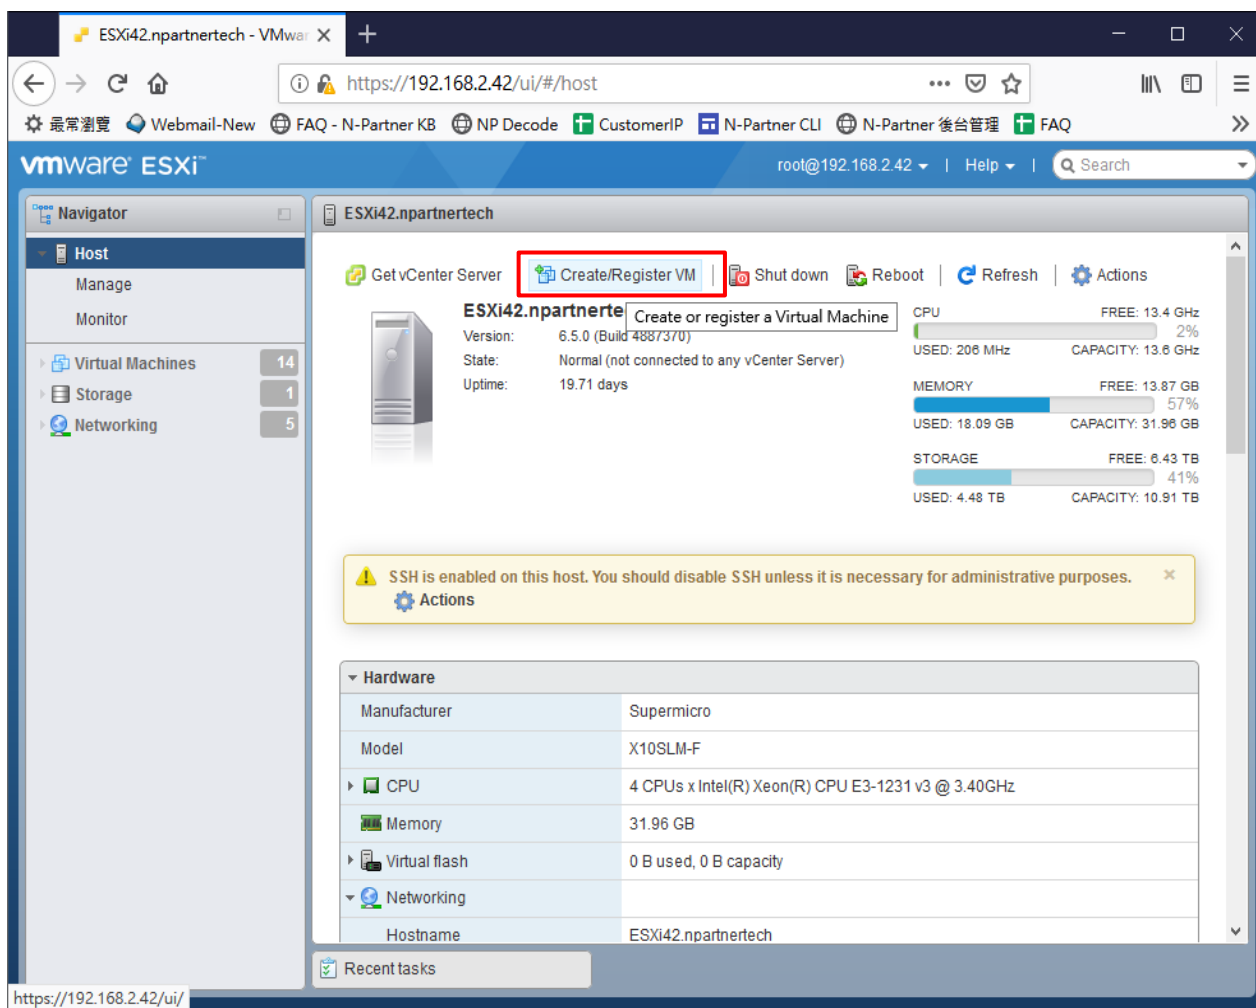 ESXi42.npartnertech - VMwar
https://192.168.2.42/ui/#/host
最常瀏覽 Webmail-New FAQ - N-Partner KB NP Decode CustomerIP N-Partner CLI N-Partner 後台管理 FAQ
vmware ESXi™
root@192.168.2.42 | Help | Search
Navigator
ESXi42.npartnertech
Host
Manage
Monitor
Virtual Machines 14
Storage 1
Networking 5
Get vCenter Server Create/Register VM | Shut down Reboot | Refresh | Actions
ESXi42.npartnerte
Create or register a Virtual Machine
Version: 6.5.0 (Build 4887370)
State: Normal (not connected to any vCenter Server)
Uptime: 19.71 days
CPU FREE: 13.4 GHz
2%
USED: 206 MHz CAPACITY: 13.6 GHz
MEMORY FREE: 13.87 GB
57%
USED: 18.09 GB CAPACITY: 31.96 GB
STORAGE FREE: 6.43 TB
41%
USED: 4.48 TB CAPACITY: 10.91 TB
SSH is enabled on this host. You should disable SSH unless it is necessary for administrative purposes.
Actions
Hardware
Manufacturer Supermicro
Model X10SLM-F
CPU 4 CPUs x Intel(R) Xeon(R) CPU E3-1231 v3 @ 3.40GHz
Memory 31.96 GB
Virtual flash 0 B used, 0 B capacity
Networking
Hostname ESXi42.npartnertech
Recent tasks
https://192.168.2.42/ui/